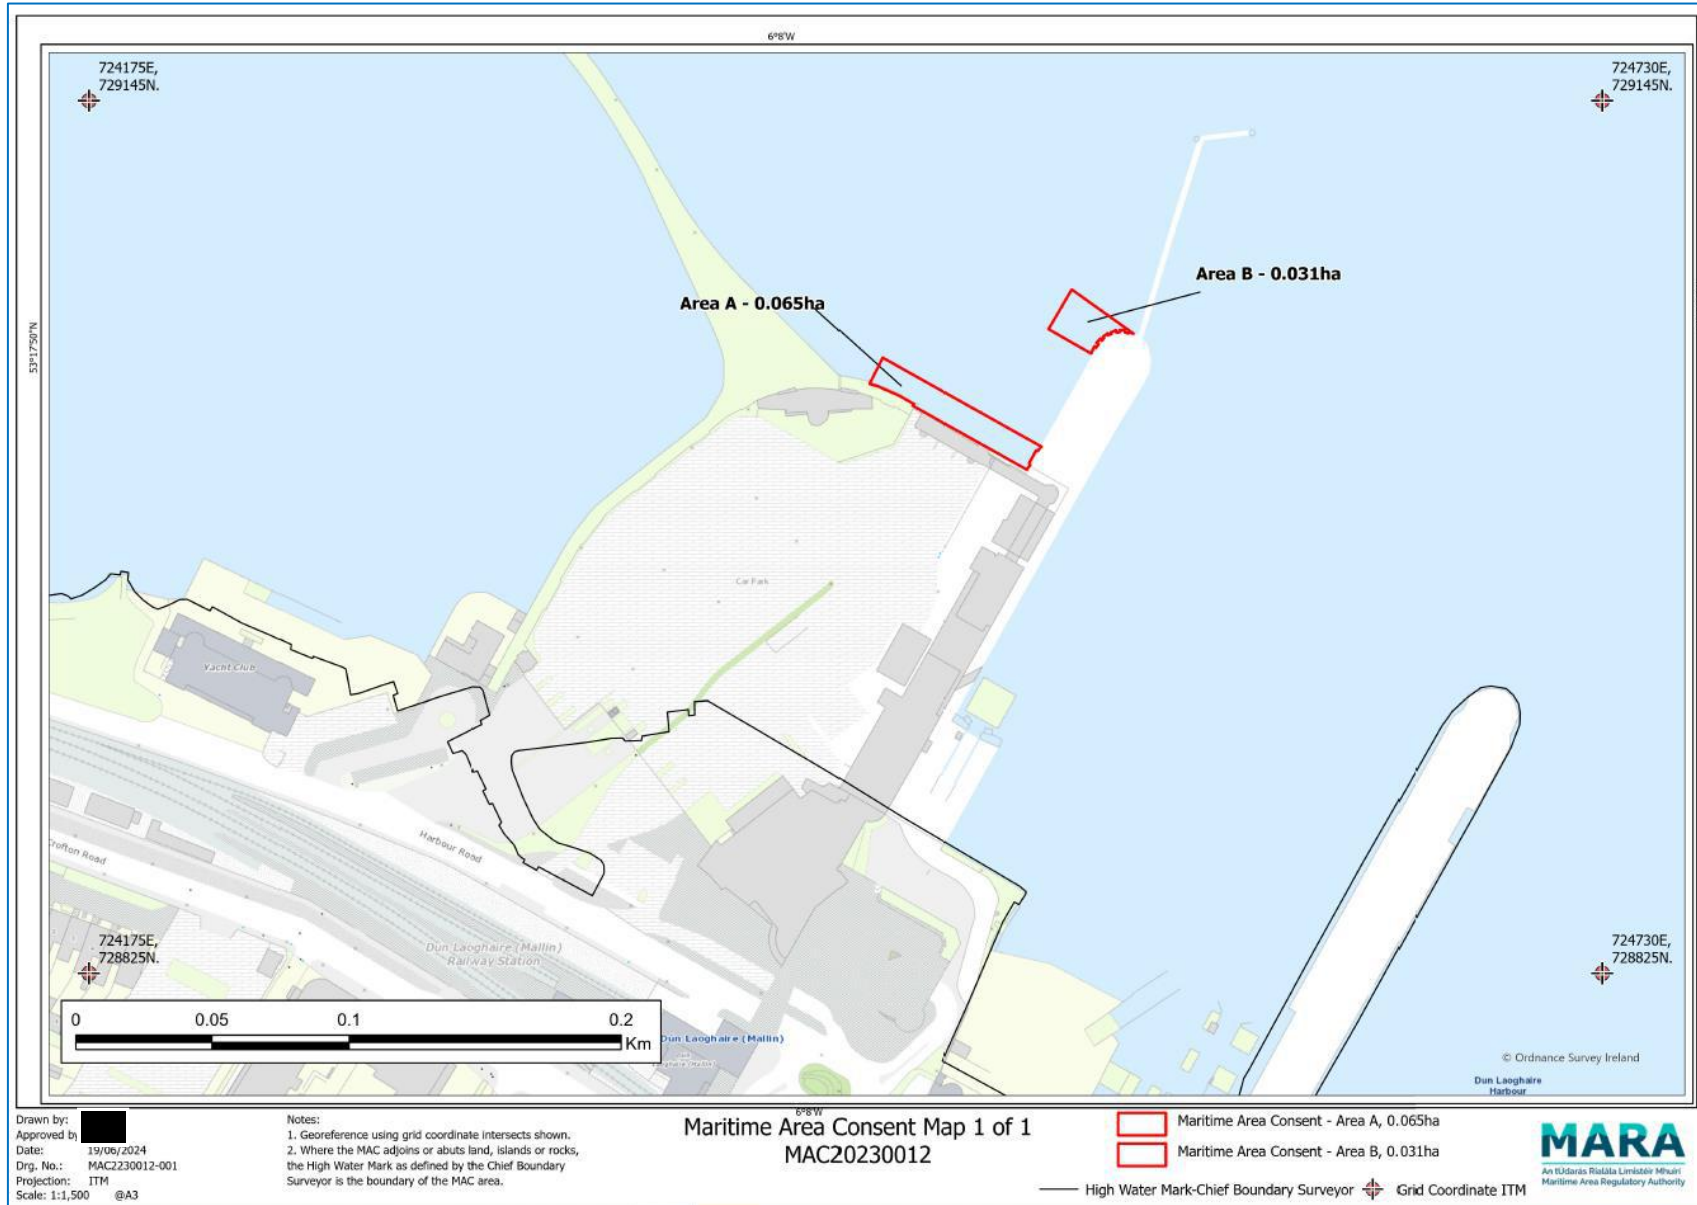 6°8'W
724175E,
729145N.
724730E,
729145N.
53°17'50"N
Area A - 0.065ha
Area B - 0.031ha
Car Park
Yacht Club
Harbour Road
Crofton Road
Dun Laoghaire (Mallin)
Railway Station
724175E,
728825N.
724730E,
728825N.
0 0.05 0.1 0.2
Km
Dun Laoghaire (Mallin)
© Ordnance Survey Ireland
Dun Laoghaire
Harbour
6°8'W
Drawn by:
Approved by
Date: 19/06/2024
Drg. No.: MAC2230012-001
Projection: ITM
Scale: 1:1,500 @A3
Notes:
1. Georeference using grid coordinate intersects shown.
2. Where the MAC adjoins or abuts land, islands or rocks,
the High Water Mark as defined by the Chief Boundary
Surveyor is the boundary of the MAC area.
Maritime Area Consent Map 1 of 1
MAC20230012
Maritime Area Consent - Area A, 0.065ha
Maritime Area Consent - Area B, 0.031ha
High Water Mark-Chief Boundary Surveyor
Grid Coordinate ITM
MARA
An tÚdarás Rialála Limistéir Mhuirí
Maritime Area Regulatory Authority